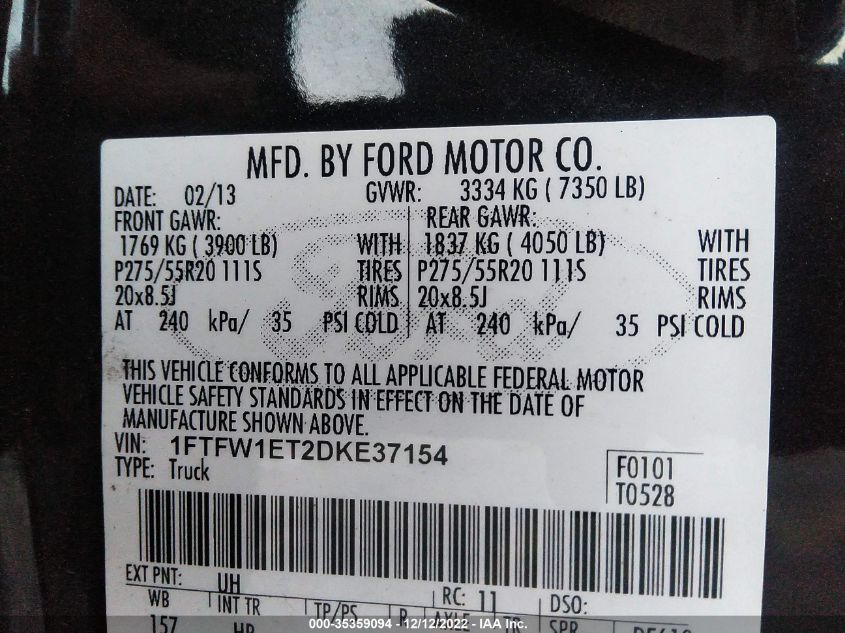 MFD. BY FORD MOTOR CO.
DATE: 02/13 GVWR: 3334 KG ( 7350 LB)
FRONT GAWR: REAR GAWR:
1769 KG ( 3900 LB) WITH 1837 KG ( 4050 LB) WITH
P275/55R20 111S TIRES P275/55R20 111S TIRES
20x8.5J RIMS 20x8.5J RIMS
AT 240 kPa/ 35 PSI COLD AT 240 kPa/ 35 PSI COLD
THIS VEHICLE CONFORMS TO ALL APPLICABLE FEDERAL MOTOR
VEHICLE SAFETY STANDARDS IN EFFECT ON THE DATE OF
MANUFACTURE SHOWN ABOVE.
VIN: 1FTFW1ET2DKE37154
TYPE: Truck
F0101
T0528
EXT PNT: UH RC: 11 DSO:
WB INT TR TP/PS R AXLE TR SPR
157
000-35359094 - 12/12/2022 - IAA Inc.